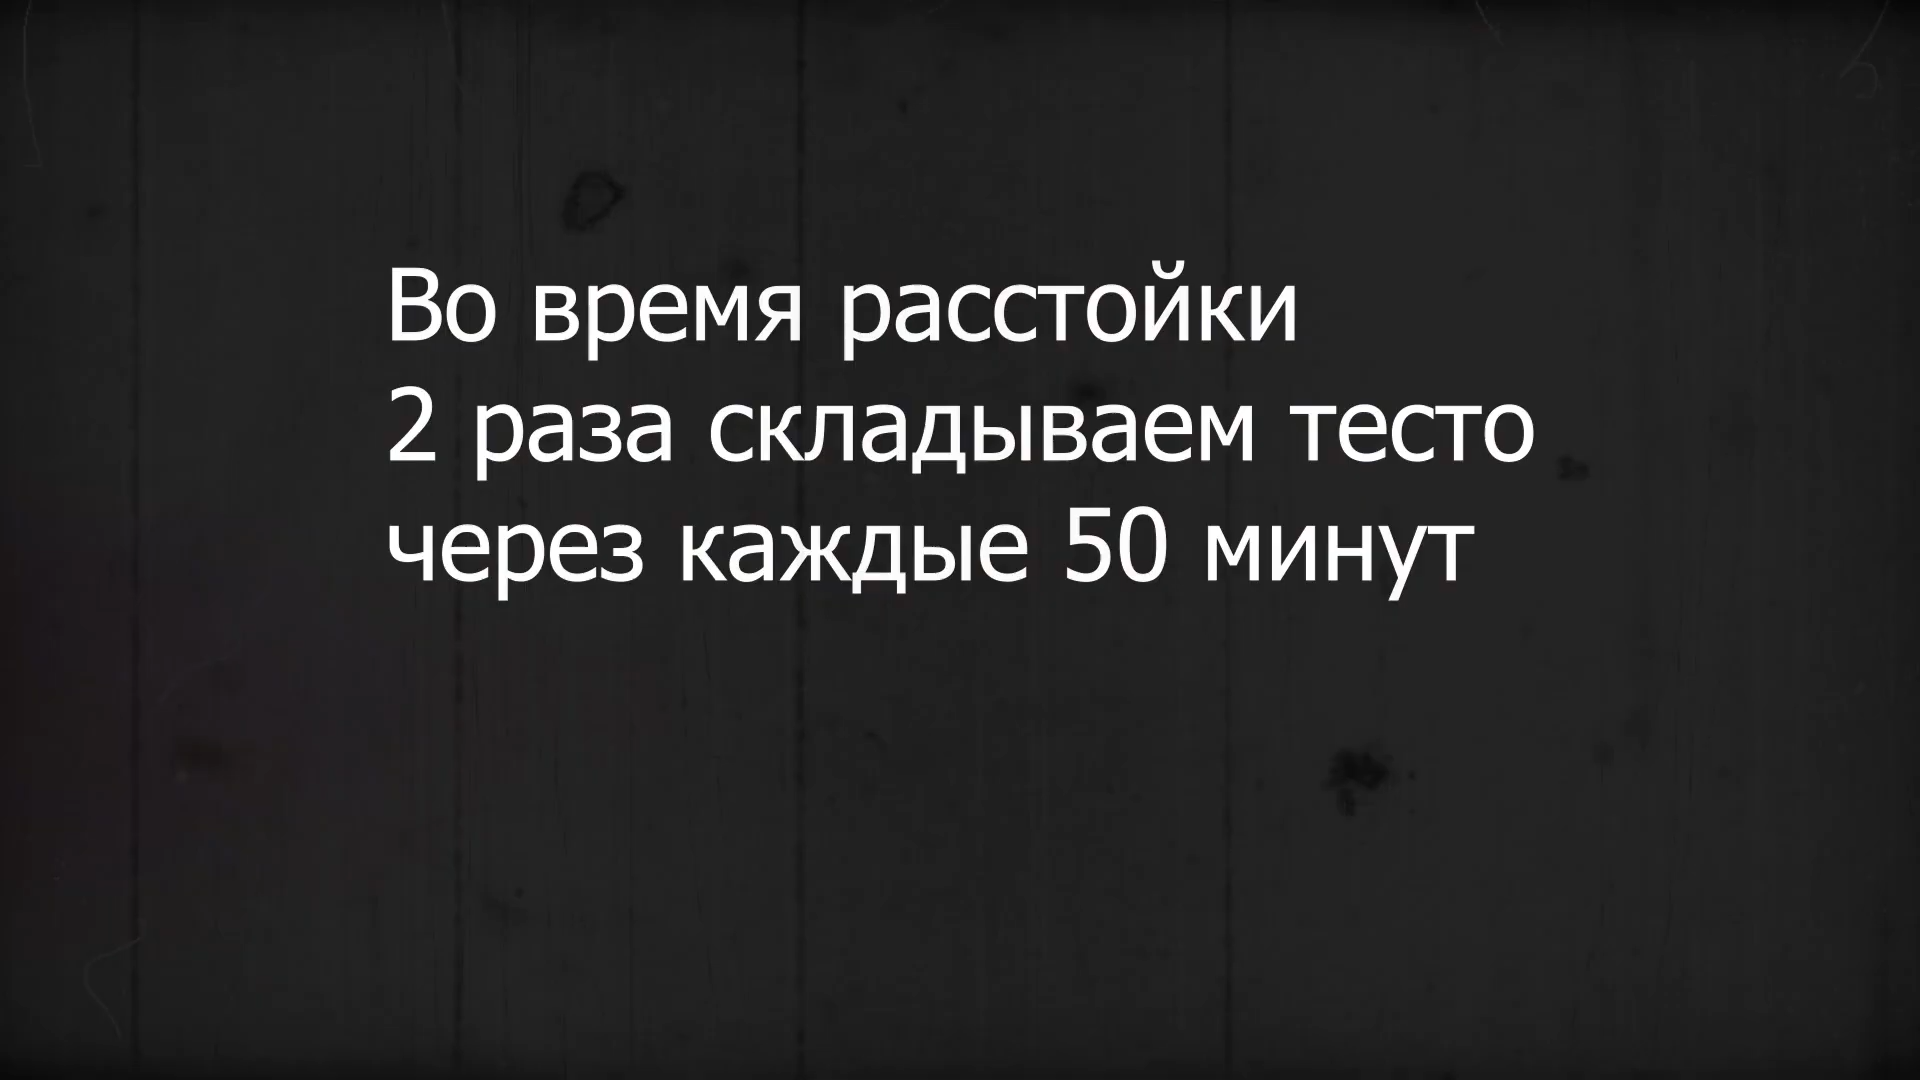 Во время расстойки
2 раза складываем тесто
через каждые 50 минут